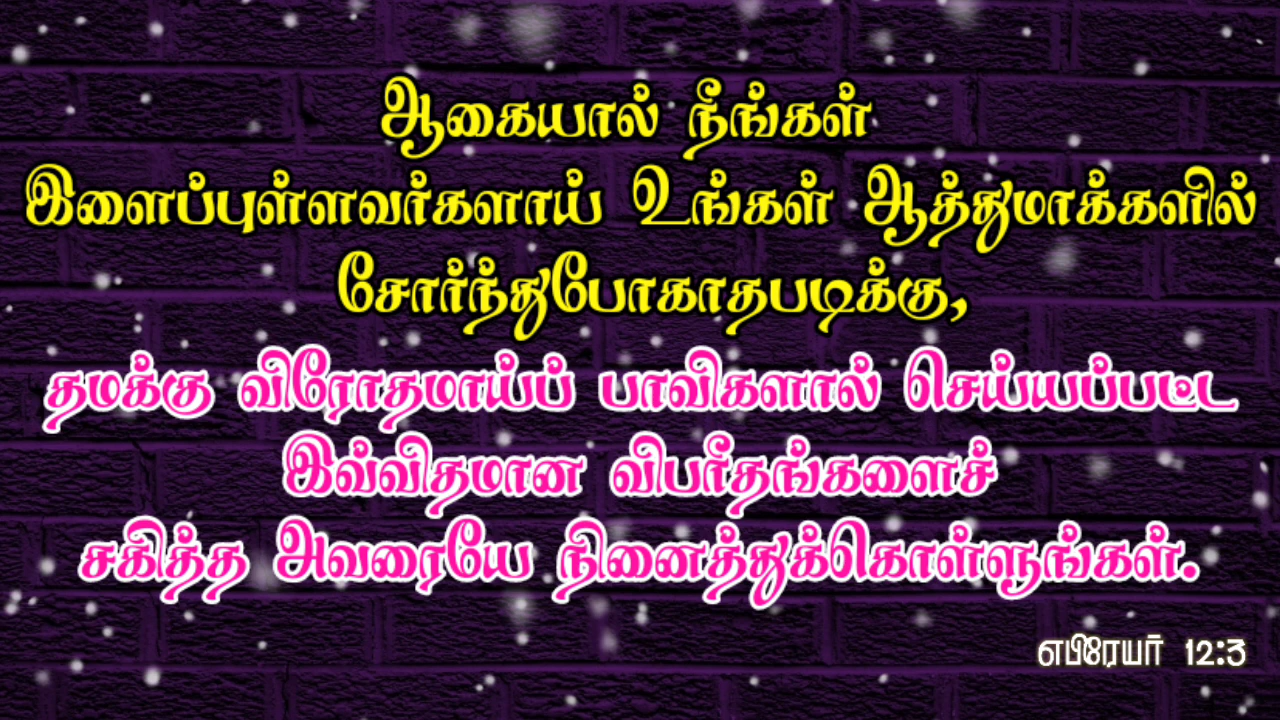 ஆகையால் நீங்கள்
இளைப்புள்ளவர்களாய் உங்கள் ஆத்துமாக்களில்
சோர்ந்துபோகாதபடிக்கு,
தமக்கு விரோதமாய்ப் பாவிகளால் செய்யப்பட்ட
இவ்விதமான விபரீதங்களைச்
சகித்த அவரையே நினைத்துக்கொள்ளுங்கள்.
எபிரேயர் 12:3